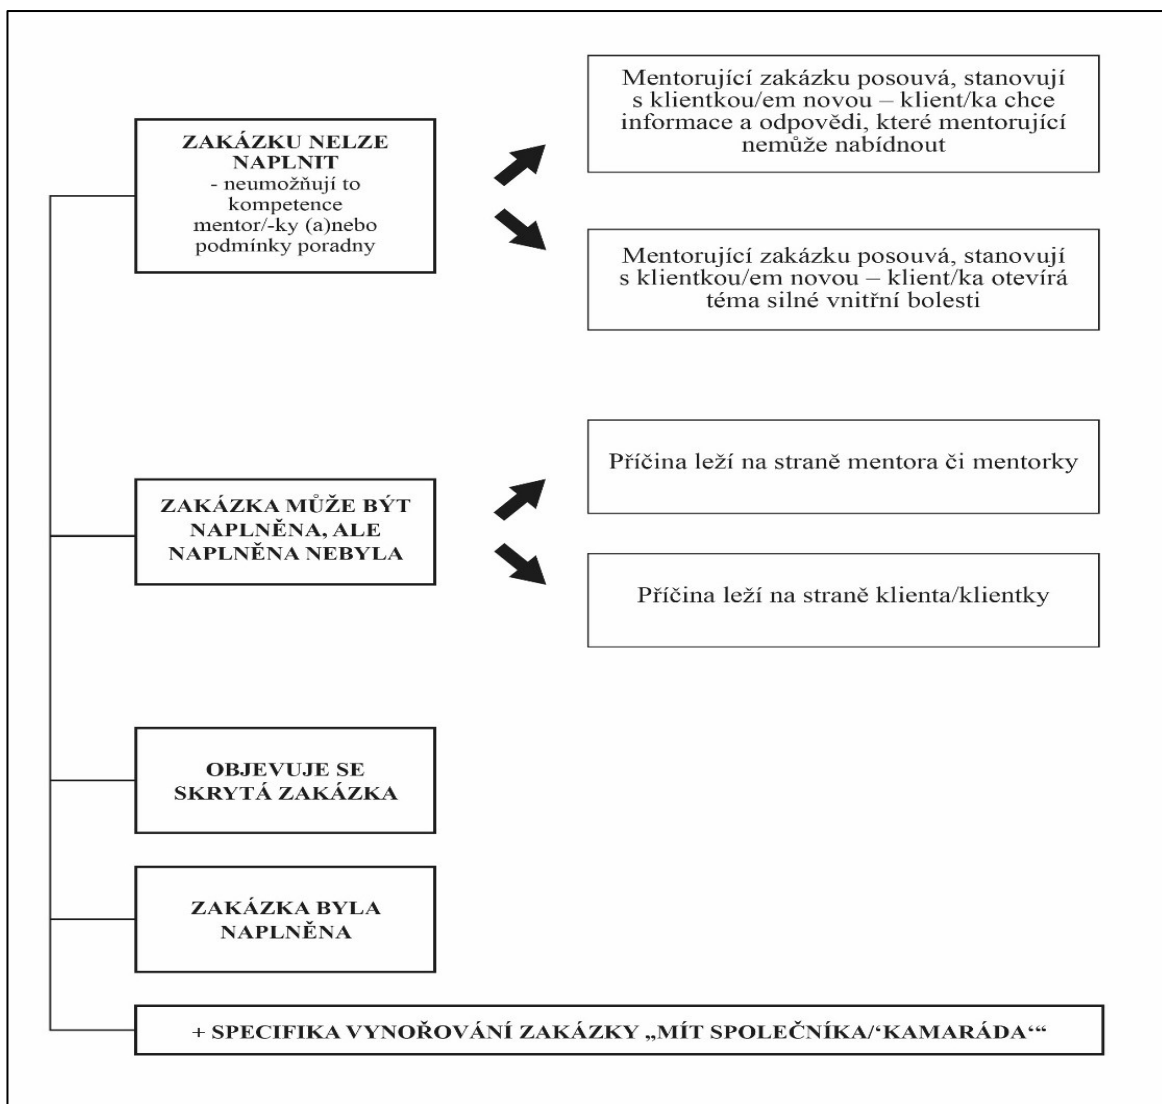 ZAKÁZKU NELZE
NAPLNIT
- neumožňují to
kompetence
mentor/-ky (a)nebo
podmínky poradny
Mentorující zakázku posouvá, stanovují
s klientkou/em novou – klient/ka chce
informace a odpovědi, které mentorující
nemůže nabídnout
Mentorující zakázku posouvá, stanovují
s klientkou/em novou – klient/ka otevírá
téma silné vnitřní bolesti
ZAKÁZKA MŮŽE BÝT
NAPLNĚNA, ALE
NAPLNĚNA NEBYLA
Příčina leží na straně mentora či mentorky
Příčina leží na straně klienta/klientky
OBJEVUJE SE
SKRYTÁ ZAKÁZKA
ZAKÁZKA BYLA
NAPLNĚNA
+ SPECIFIKA VYNOŘOVÁNÍ ZAKÁZKY „MÍT SPOLEČNÍKA/‘KAMARÁDA‘“